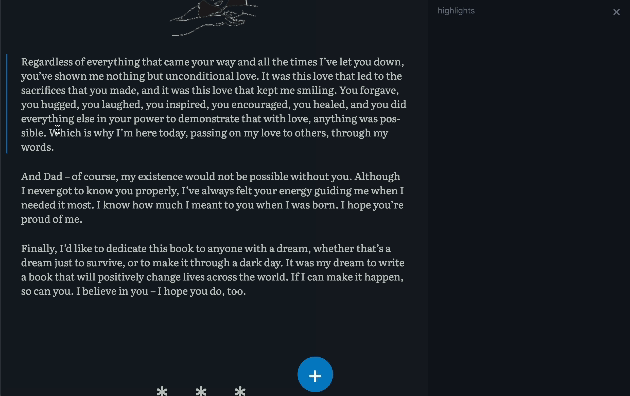 highlights
Regardless of everything that came your way and all the times I've let you down,
you've shown me nothing but unconditional love. It was this love that led to the
sacrifices that you made, and it was this love that kept me smiling. You forgave,
you hugged, you laughed, you inspired, you encouraged, you healed, and you did
everything else in your power to demonstrate that with love, anything was pos-
sible. Which is why I'm here today, passing on my love to others, through my
words.
And Dad – of course, my existence would not be possible without you. Although
I never got to know you properly, I've always felt your energy guiding me when I
needed it most. I know how much I meant to you when I was born. I hope you're
proud of me.
Finally, I'd like to dedicate this book to anyone with a dream, whether that's a
dream just to survive, or to make it through a dark day. It was my dream to write
a book that will positively change lives across the world. If I can make it happen,
so can you. I believe in you – I hope you do, too.
* * *